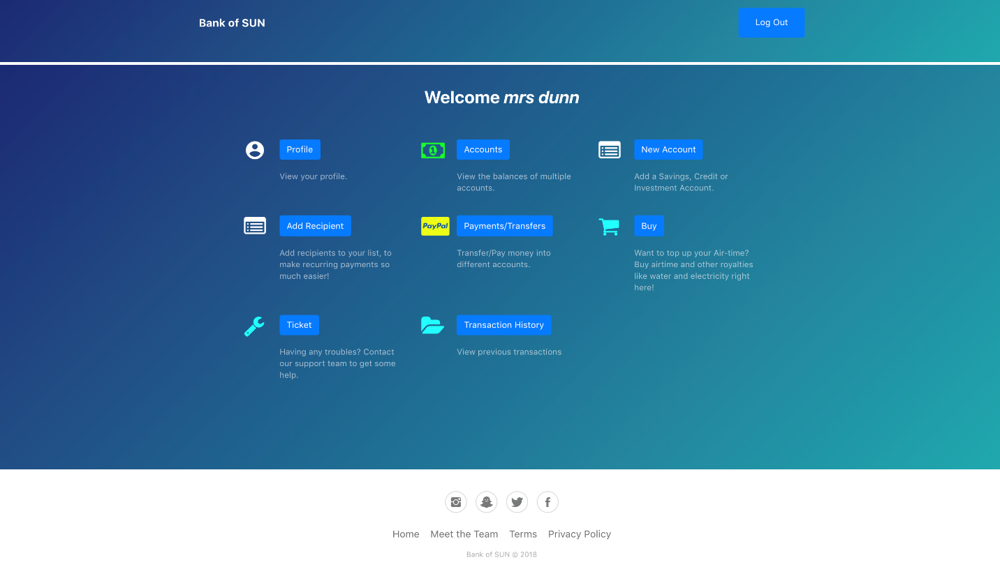 Bank of SUN
Log Out
Welcome mrs dunn
Profile
View your profile.
1
Accounts
View the balances of multiple
accounts.
New Account
Add a Savings, Credit or
Investment Account.
Add Recipient
Add recipients to your list, to
make recurring payments so
much easier!
PayPal
Payments/Transfers
Transfer/Pay money into
different accounts.
Buy
Want to top up your Air-time?
Buy airtime and other royalties
like water and electricity right
here!
Ticket
Having any troubles? Contact
our support team to get some
help.
Transaction History
View previous transactions
Home Meet the Team Terms Privacy Policy
Bank of SUN © 2018